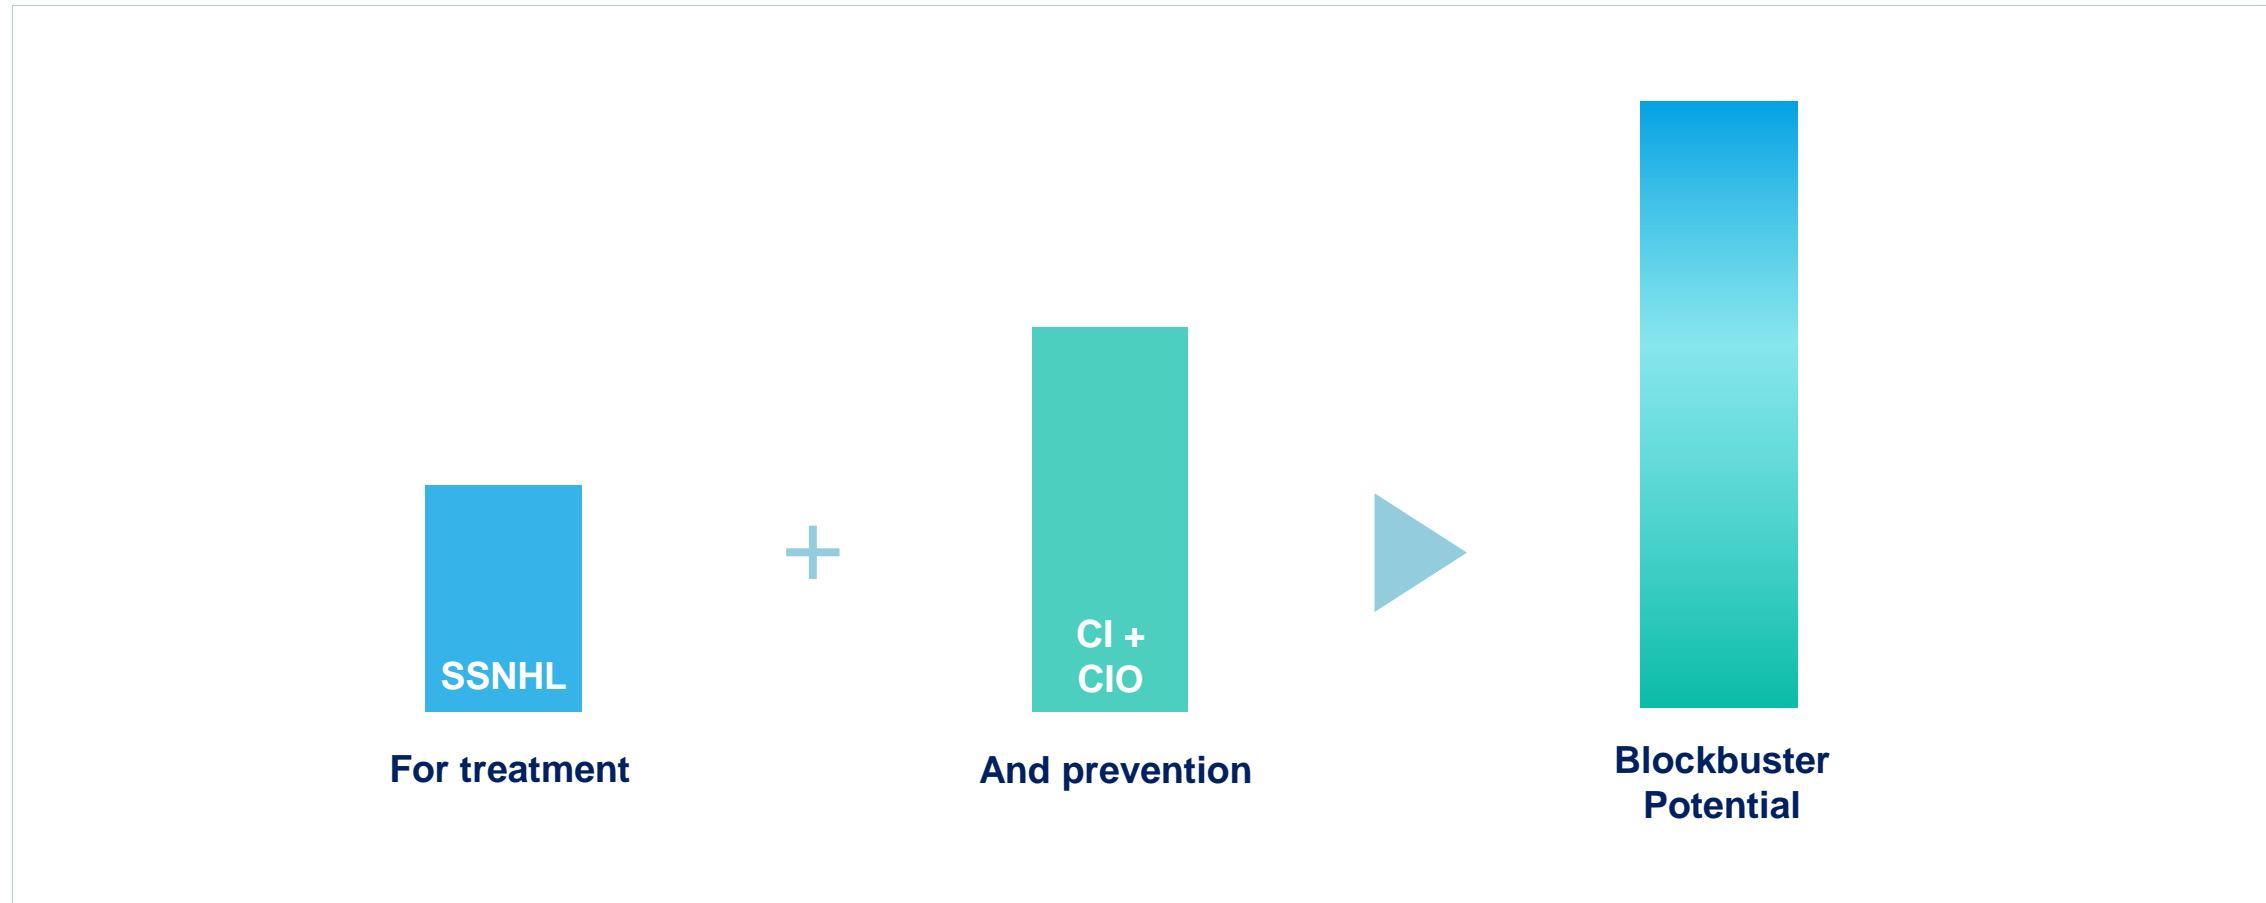 SSNHL
For treatment
+
CI +
CIO
And prevention
Blockbuster
Potential